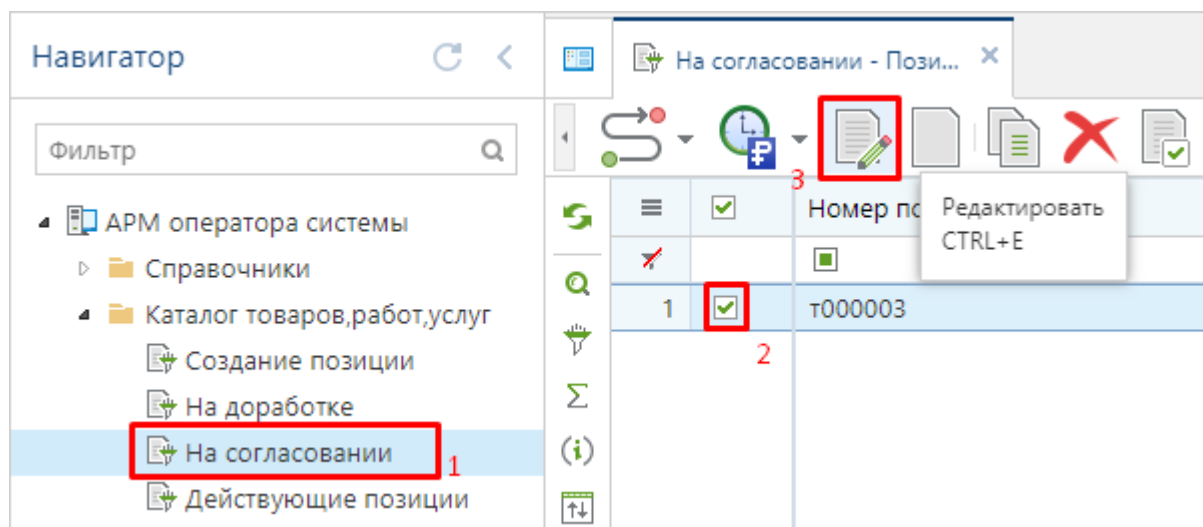 Навигатор
На согласовании - Пози...
Фильтр
3
Номер по
Редактировать
CTRL+E
АРМ оператора системы
Справочники
Каталог товаров,работ,услуг
1
т000003
2
Создание позиции
На доработке
На согласовании
1
Действующие позиции